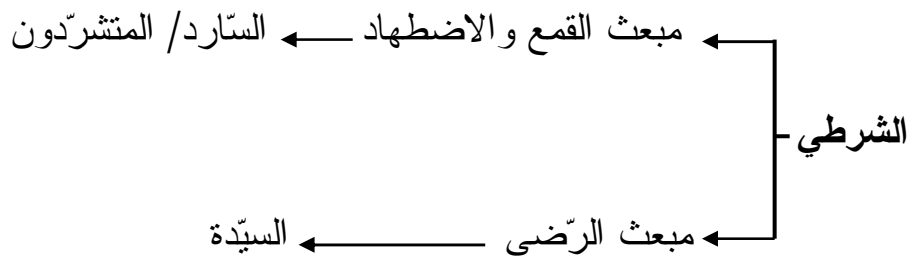 مبعث القمع والاضطهاد السّارد/ المتشرّدون
الشرطي
مبعث الرّضى السيّدة